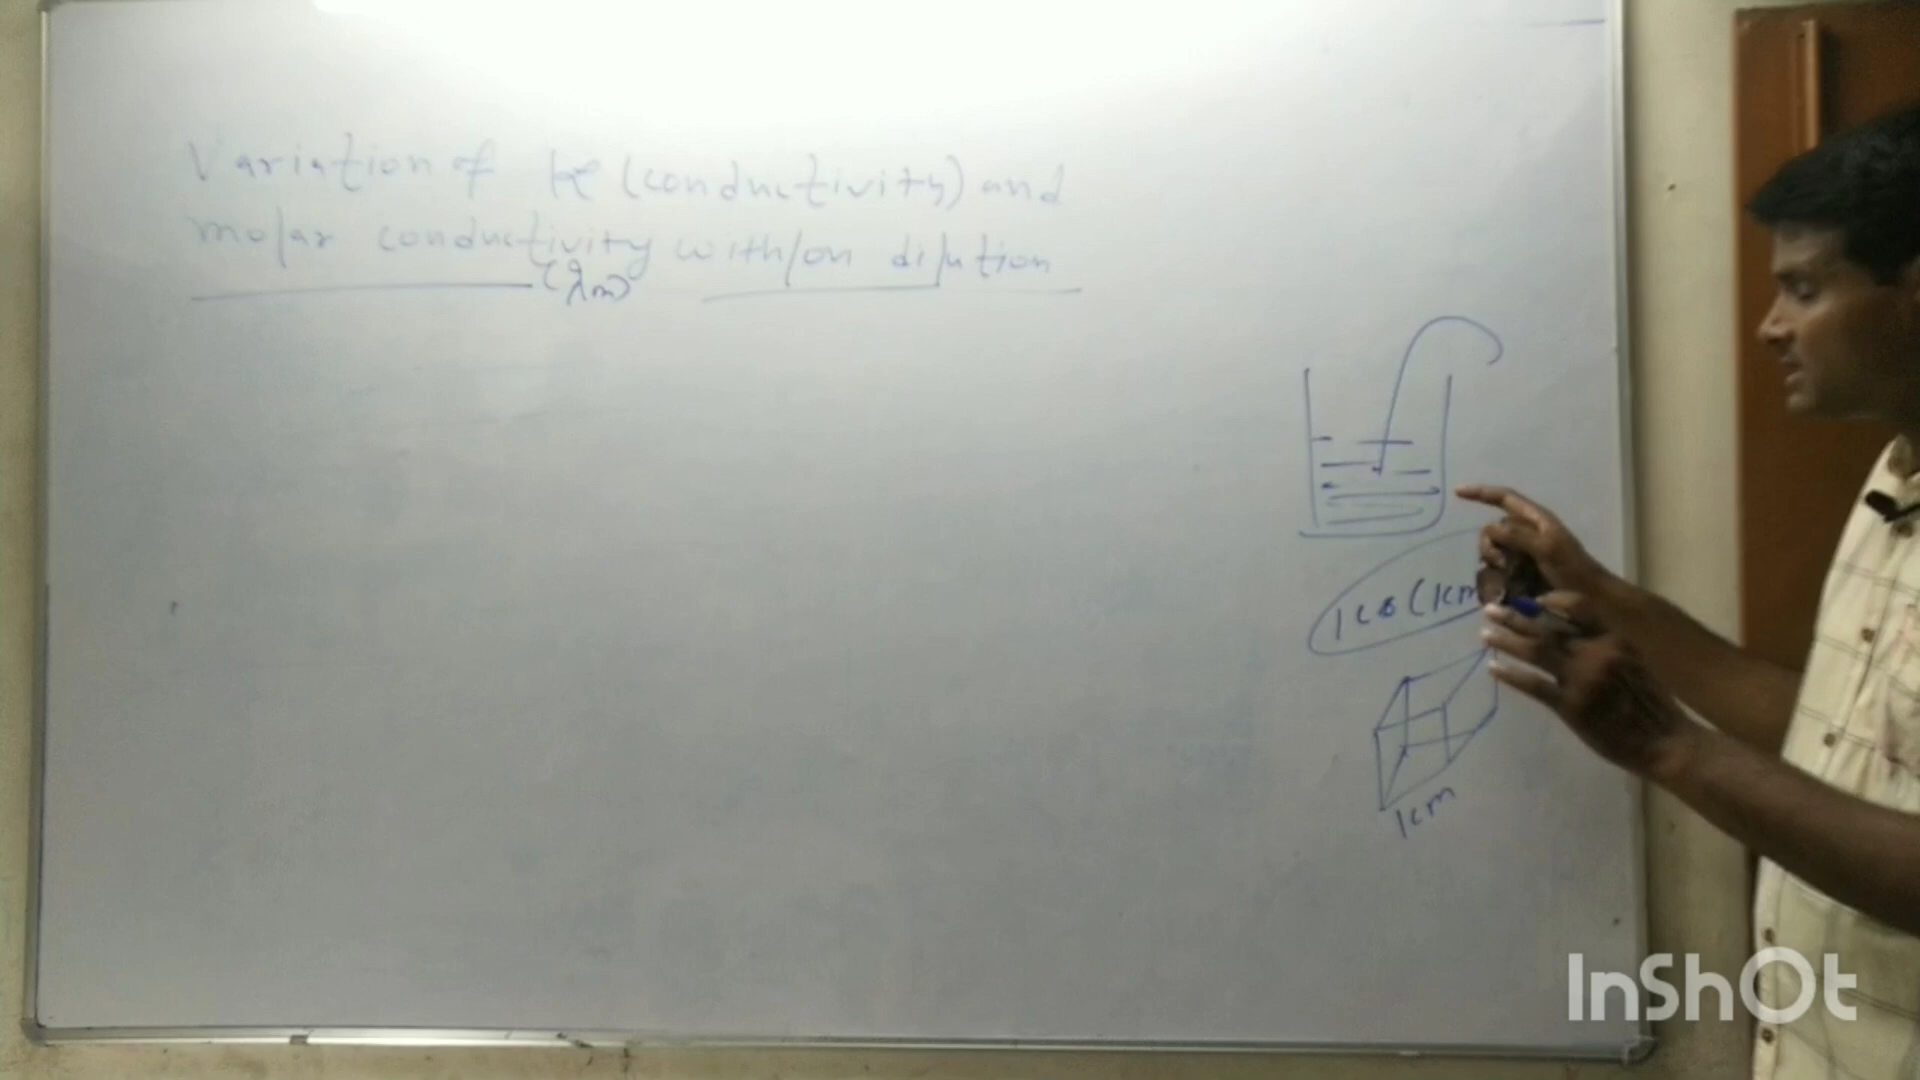 Variation of K (conductivity) and
molar conductivity with/on dilution
(λm)
1cc (1cm
1cm
InShOt